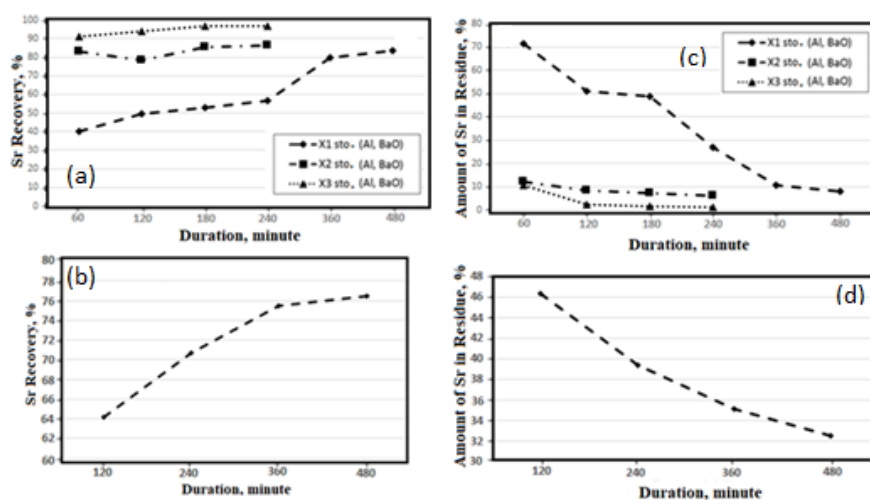 100
90
80
70
60
50
40
30
20
10
0
Sr Recovery, %
X1 sto. (Al, BaO)
X2 sto. (Al, BaO)
X3 sto. (Al, BaO)
(a)
60 120 180 240 360 480
Duration, minute
80
70
60
50
40
30
20
10
0
Amount of Sr in Residue, %
(c)
X1 sto. (Al, BaO)
X2 sto. (Al, BaO)
X3 sto. (Al, BaO)
60 120 180 240 360 480
Duration, minute
80
78
76
74
72
70
68
66
64
62
60
Sr Recovery, %
(b)
120 240 360 480
Duration, minute
48
46
44
42
40
38
36
34
32
30
Amount of Sr in Residue, %
(d)
120 240 360 480
Duration, minute